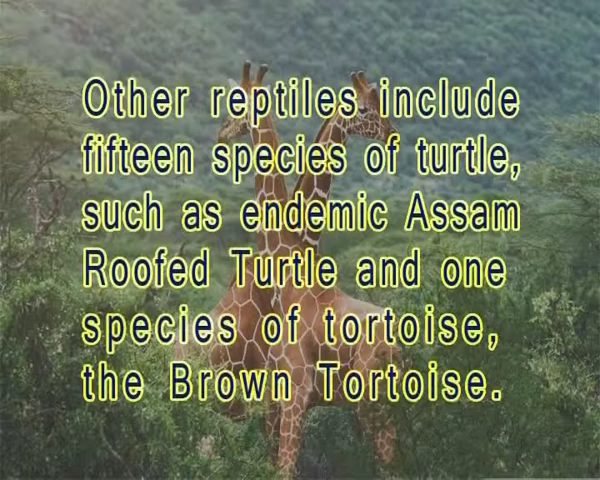 Other reptiles include
fifteen species of turtle,
such as endemic Assam
Roofed Turtle and one
species of tortoise,
the Brown Tortoise.